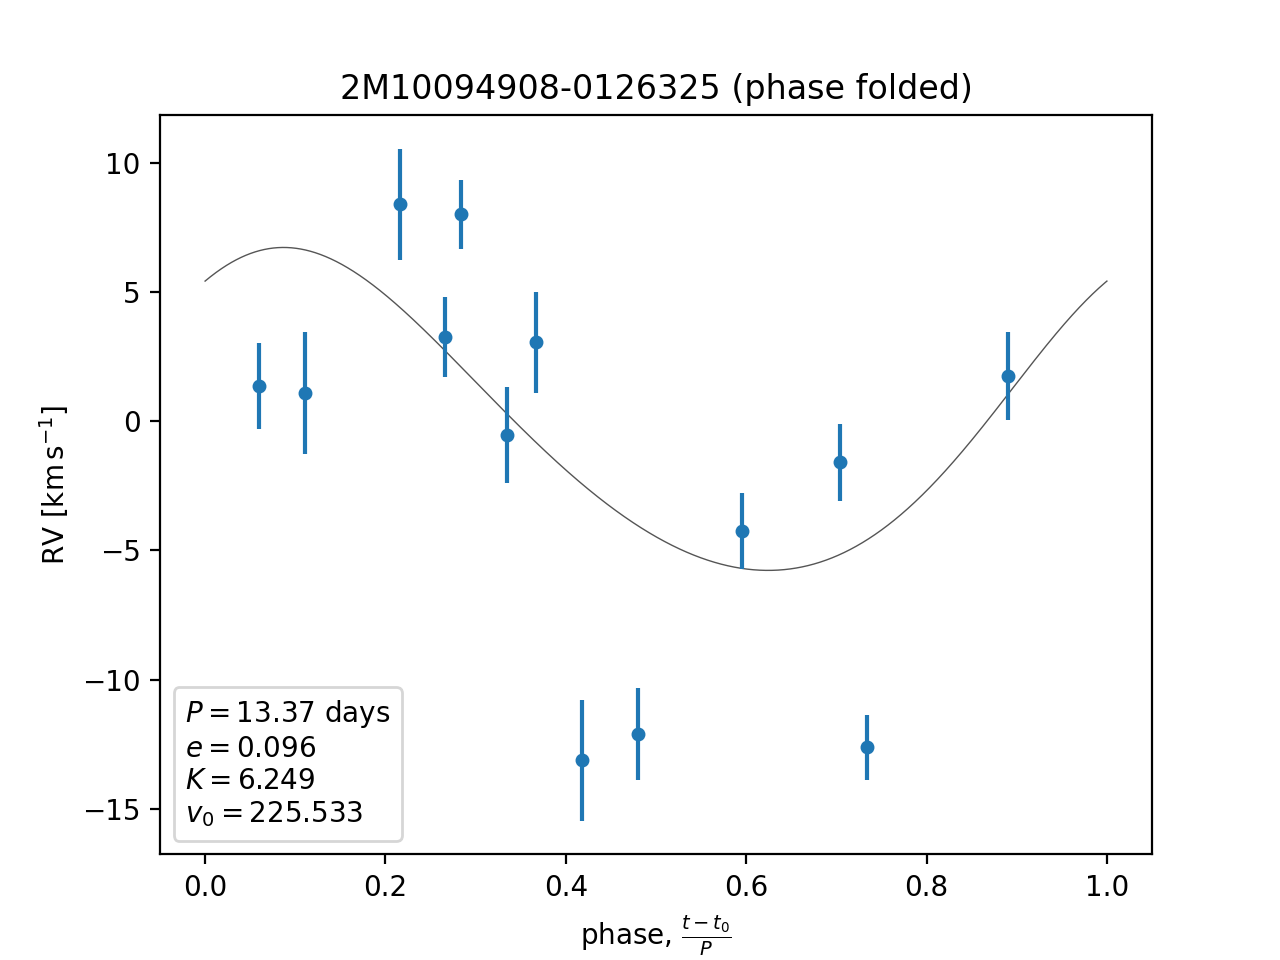 2M10094908-0126325 (phase folded)
10
5
0
−5
−10
−15
RV [km s⁻¹]
P = 13.37 days
e = 0.096
K = 6.249
v₀ = 225.533
0.0 0.2 0.4 0.6 0.8 1.0
phase, (t − t₀)/P